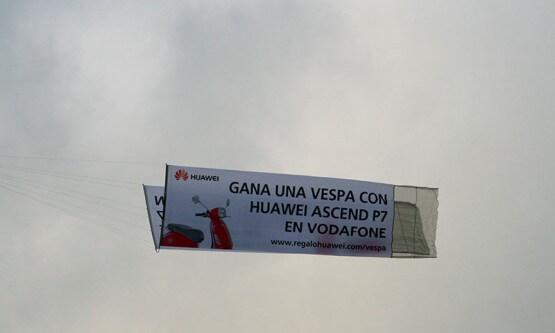 HUAWEI
GANA UNA VESPA CON
HUAWEI ASCEND P7
EN VODAFONE
www.regalohuawei.com/vespa